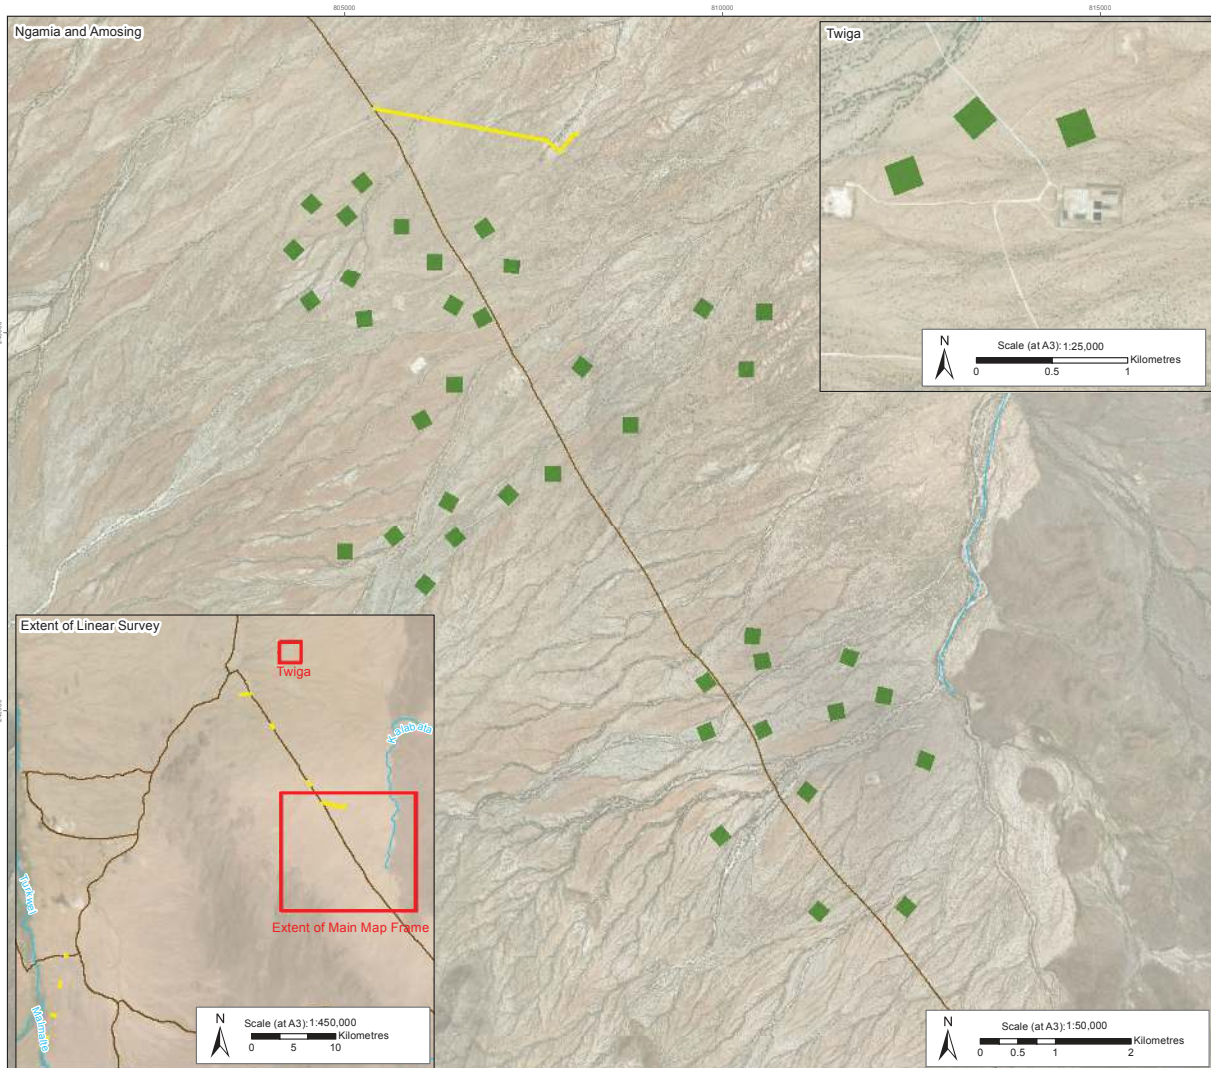 805000
810000
815000
Ngamia and Amosing
Twiga
N
Scale (at A3): 1:25,000
Kilometres
0 0.5 1
Extent of Linear Survey
Twiga
Kalabata
Extent of Main Map Frame
Turkwel
Malmalte
N
Scale (at A3): 1:450,000
Kilometres
0 5 10
N
Scale (at A3): 1:50,000
Kilometres
0 0.5 1 2